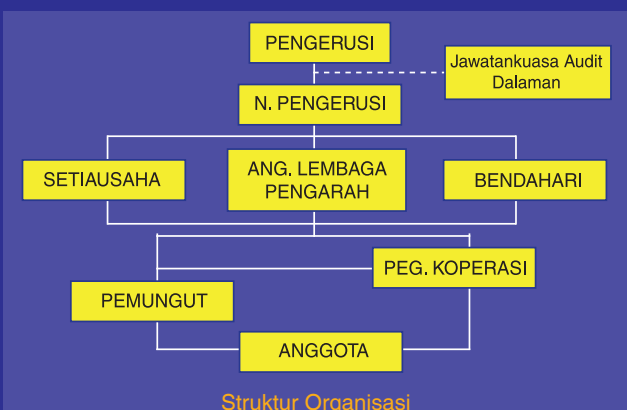 PENGERUSI
Jawatankuasa Audit
Dalaman
N. PENGERUSI
SETIAUSAHA
ANG. LEMBAGA
PENGARAH
BENDAHARI
PEG. KOPERASI
PEMUNGUT
ANGGOTA
Struktur Organisasi